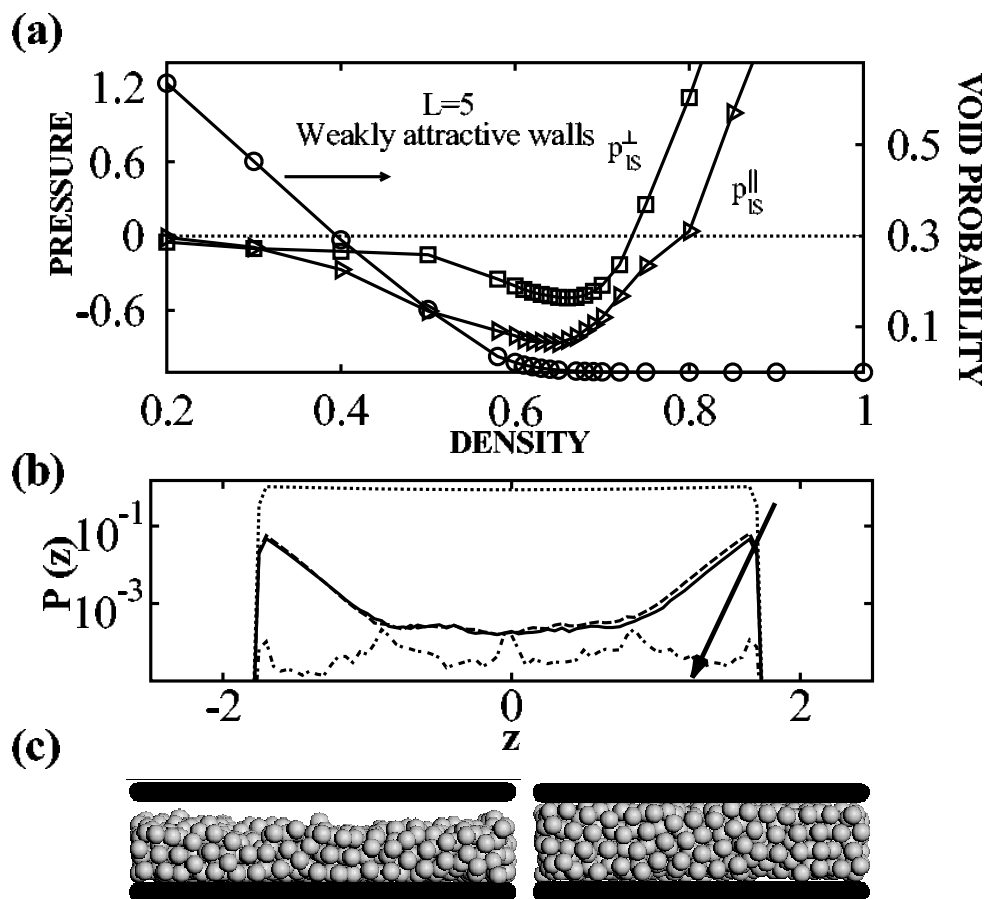 (a)
L=5
Weakly attractive walls
p⊥IS
p||IS
PRESSURE
1.2
0.6
0
-0.6
VOID PROBABILITY
0.5
0.3
0.1
0.2 0.4 0.6 0.8 1
DENSITY
(b)
P (z)
10-1
10-3
-2 0 2
z
(c)